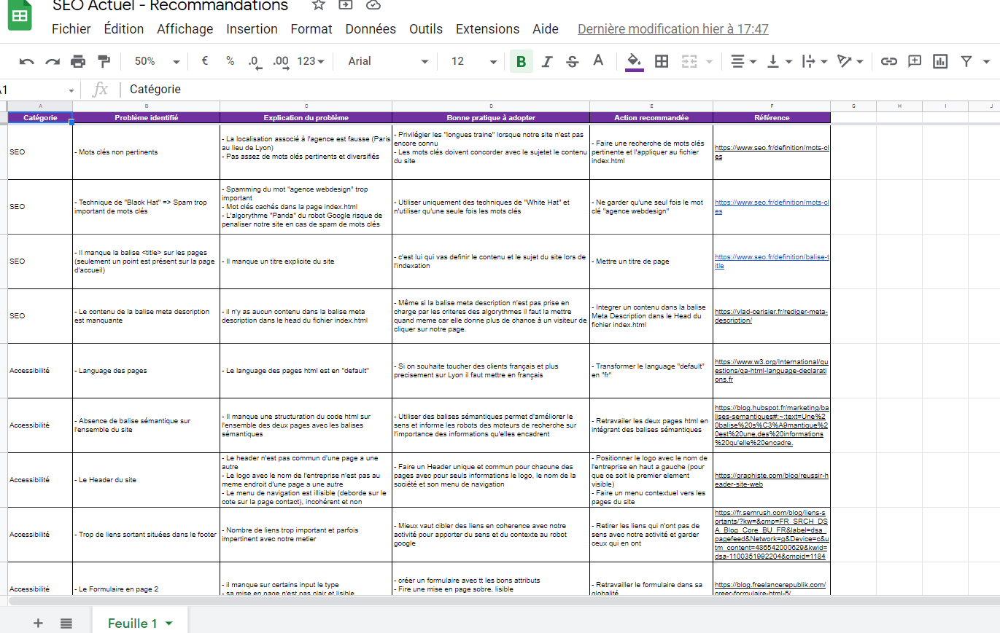 SEO Actuel - Recommandations
Fichier Édition Affichage Insertion Format Données Outils Extensions Aide Dernière modification hier à 17:47
50% € % .0 .00 123 Arial 12 B I S A
A1 fx Catégorie
A B C D E F G H I J
Catégorie Problème identifié Explication du problème Bonne pratique à adopter Action recommandée Référence
SEO
- Mots clés non pertinents
- La localisation associé à l'agence est fausse (Paris
au lieu de Lyon)
- Pas assez de mots clés pertinents et diversifiés
- Privilégier les "longues traine" lorsque notre site n'est pas
encore connu
- Les mots clés doivent concorder avec le sujetet le contenu
du site
- Faire une recherche de mots clés
pertinente et l'appliquer au fichier
index.html
https://www.seo.fr/definition/mots-cl
es
SEO
- Technique de "Black Hat" => Spam trop
important de mots clés
- Spamming du mot "agence webdesign" trop
important
- Mot clés cachés dans la page index.html
- L'algorythme "Panda" du robot Google risque de
penaliser notre site en cas de spam de mots clés
- Utiliser uniquement des techniques de "White Hat" et
n'utiliser qu'une seule fois les mots clés
- Ne garder qu'une seul fois le mot
clé "agence webdesign"
https://www.seo.fr/definition/mots-cl
es
SEO
- Il manque la balise <title> sur les pages
(seulement un point est présent sur la page
d'accueil)
- Il manque un titre explicite du site
- c'est lui qui vas definir le contenu et le sujet du site lors de
l'indexation
- Mettre un titre de page
https://www.seo.fr/definition/balise-t
itle
SEO
- Le contenu de la balise meta description
est manquante
- il n'y as aucun contenu dans la balise meta
description dans le head du fichier index.html
- Même si la balise meta description n'est pas prise en
charge par les criteres des algorythmes il faut la mettre
quand meme car elle donne plus de chance à un visiteur de
cliquer sur notre page.
- Integrer un contenu dans la balise
Meta Description dans le Head du
fichier index.html
https://vlad-cerisier.fr/rediger-meta-
description/
Accessibilité
- Language des pages
- Le language des pages html est en "default"
- Si on souhaite toucher des clients français et plus
precisement sur Lyon il faut mettre en français
- Transformer le language "default"
en "fr"
https://www.w3.org/International/qu
estions/qa-html-language-declarati
ons.fr
Accessibilité
- Absence de balise sémantique sur
l'ensemble du site
- Il manque une structuration du code html sur
l'ensemble des deux pages avec les balises
sémantiques
- Utiliser des balises sémantiques permet d'améliorer le
sens et informe les robots des moteurs de recherche sur
l'importance des informations qu'elles encadrent
- Retravailer les deux pages html en
intégrant des balises sémantiques
https://blog.hubspot.fr/marketing/ba
lises-semantiques#:~:text=Une%2
0balise%20s%C3%A9mantique%2
0est%20une,des%20informations
%20qu'elle%20encadre.
Accessibilité
- Le Header du site
- Le header n'est pas commun d'une page a une
autre
- Le logo avec le nom de l'entreprise n'est pas au
meme endroit d'une page a une autre
- Le menu de navigation est illisible (deborde sur le
cote sur la page contact), incohérent et non
- Faire un Header unique et commun pour chacune des
pages avec pour seuls informations le logo, le nom de la
société et son menu de navigation
- Positionner le logo avec le nom de
l'entreprise en haut a gauche (pour
que ce soit le premier element
visible)
- Faire un menu contextuel vers les
pages du site
https://graphiste.com/blog/reussir-h
eader-site-web
Accessibilité
- Trop de liens sortant situées dans le footer
- Nombre de liens trop important et parfois
impertinent avec notre metier
- Mieux vaut cibler des liens en coherence avec notre
activité pour apporter du sens et du contexte au robot
google
- Retirer les liens qui n'ont pas de
sens avec notre activité et garder
ceux qui en ont
https://fr.semrush.com/blog/liens-s
ortants/?kw=&cmp=FR_SRCH_DS
A_Blog_Core_BU_FR&label=dsa_
pagefeed&Network=g&Device=c&u
tm_content=486542000629&kwid=
dsa-1100351992204&cmpid=1184
Accessibilité
- Le Formulaire en page 2
- il manque sur certains input le type
- sa mise en page n'est pas clair et lisible
- créer un formulaire avec tt les bons attributs
- Fire une mise en page sobre, lisible
- Retravailler le formulaire dans sa
globalité
https://blog.freelancerepublik.com/
creer-formulaire-html-5/
Feuille 1